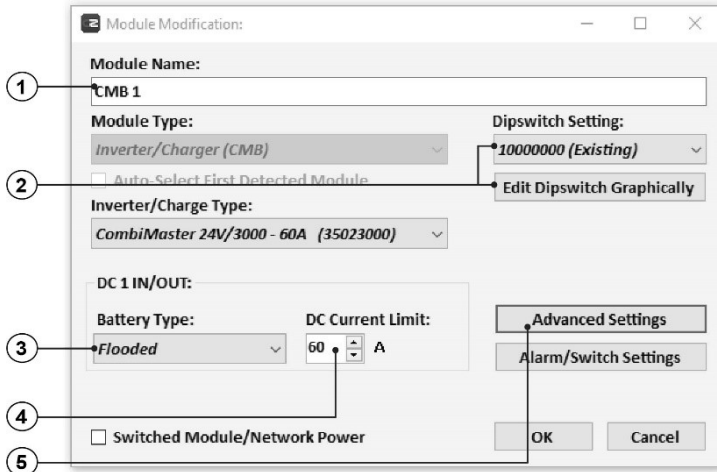 Module Modification:
Module Name:
1
CMB 1
Module Type:
Dipswitch Setting:
Inverter/Charger (CMB)
10000000 (Existing)
2
Auto-Select First Detected Module
Edit Dipswitch Graphically
Inverter/Charge Type:
CombiMaster 24V/3000 - 60A (35023000)
DC 1 IN/OUT:
Battery Type:
DC Current Limit:
Advanced Settings
3
Flooded
60
A
Alarm/Switch Settings
4
Switched Module/Network Power
OK
Cancel
5